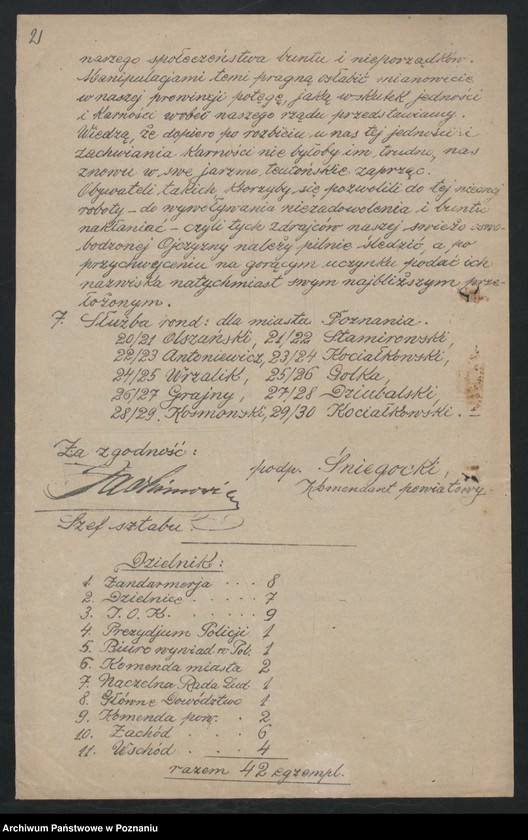 2)
naszego społeczeństwa buntu i nieporządków.
Manipulacjami temi pragną osłabić mianowicie
w naszej prowinzji potęgę, jaką wskutek jedności
i karności wobec naszego rządu przedstawiamy.
Wiedzą, że dopiero po rozbiciu u nas tej jedności i
zachwiania karności nie byłoby im trudno, nas
znowu w swe jarzmo teutońskie zaprząc.
Obywateli takich, którzyby się pozwolili do tej niecnej
roboty – do wywoływania niezadowolenia i buntu
nakłaniać – czyli tych zdrajców naszej świeżo oswo-
bodzonej Ojczyzny należy pilnie śledzić a po
przychwyceniu na gorącym uczynku podać ich
nazwiska natychmiast swym najbliższym prze-
łożonym.
7. Służba rond: dla miasta Poznania.
20/21 Olszański, 21/22 Stamirowski,
22/23 Antoniewicz, 23/24 Kociałkowski,
24/25 Wrzalik, 25/26 Golka,
26/27 Grajny, 27/28 Dziubalski,
28/29. Kosmowski, 29/30 Kociałkowski. –
Za zgodność:
podp. Śniegocki,
Komendant powiatowy.
Szef sztabu.
Dzielnik:
1. Żandarmerja . . . . 8
2. Dzielnice . . . . 7
3. T. O. K. . . . . . 9
4. Prezydjum Policji 1
5. Biuro wywiad. w Poz. 1
6. Komenda miasta 2
7. Naczelna Rada Lud 1
8. Główne Dowództwo 1
9. Komenda pow. . 2
10. Zachód . . . . 6
11. Wschód . . . . 4
razem 42 egzempl.
Archiwum Państwowe w Poznaniu